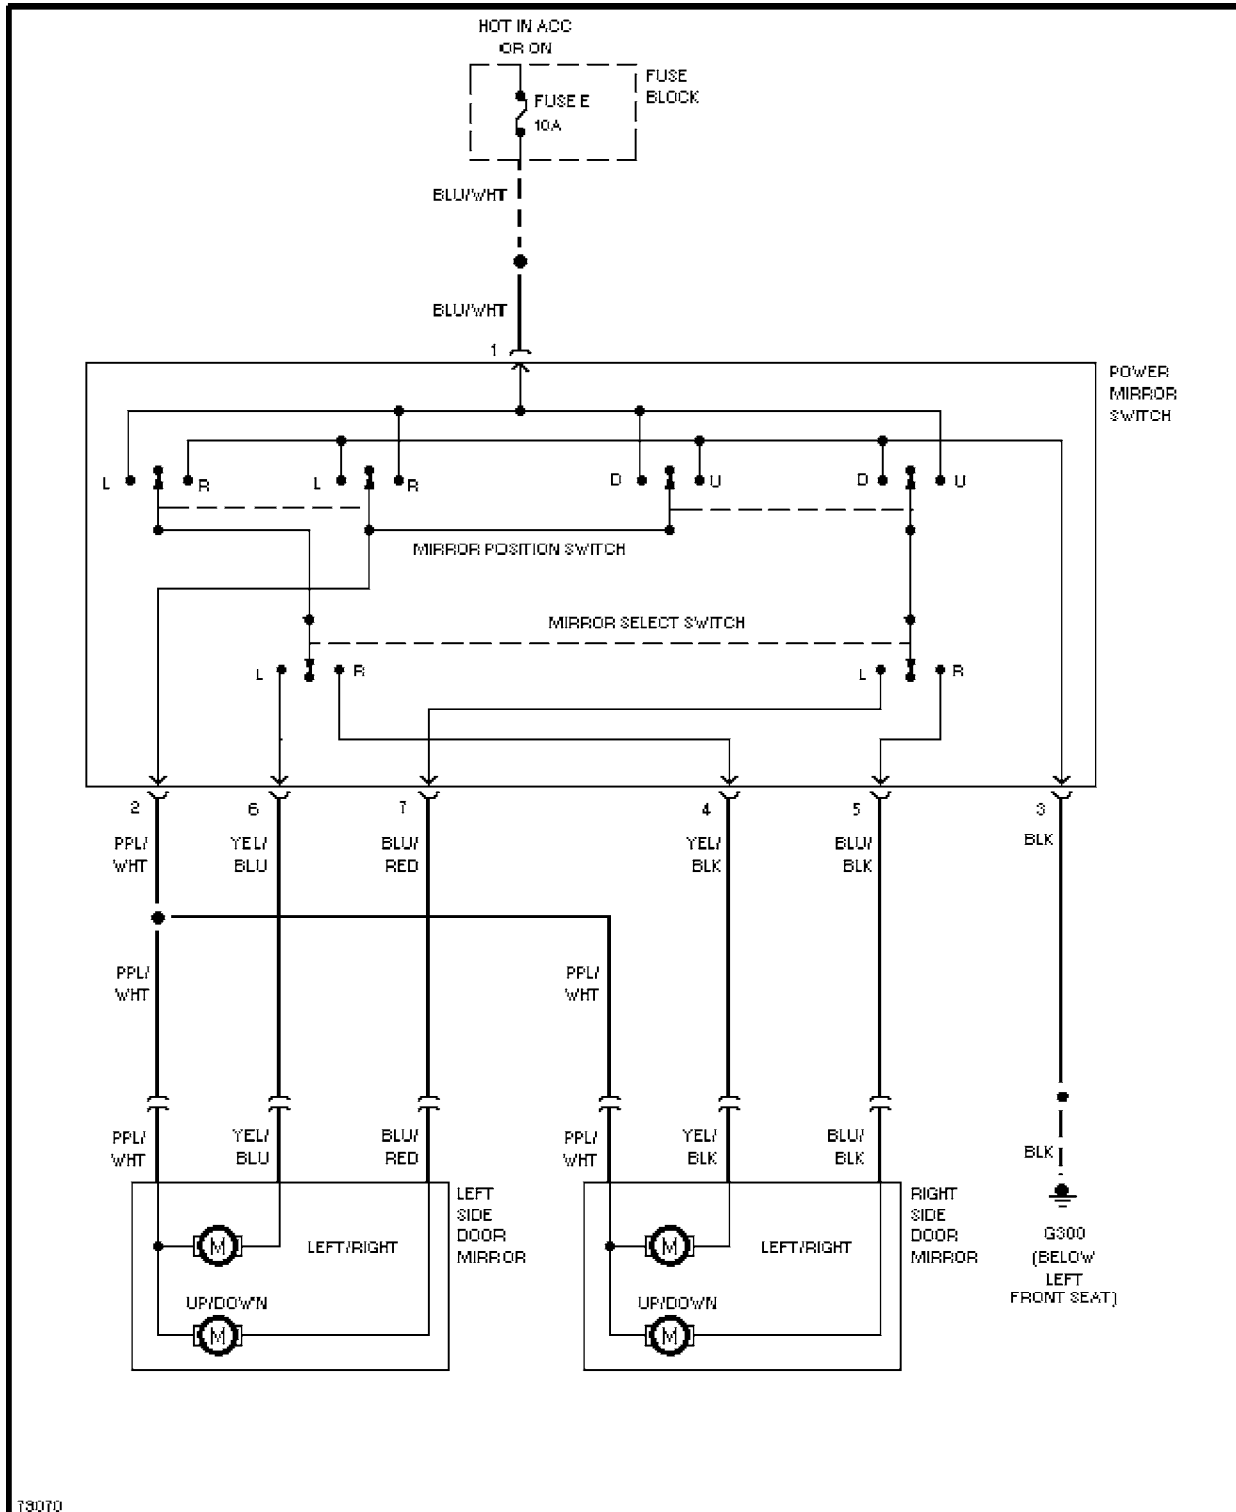 HOT IN ACC
OR ON
FUSE E
10A
FUSE
BLOCK
BLU/WHT
BLU/WHT
1
POWER
MIRROR
SWITCH
L R L R D U D U
MIRROR POSITION SWITCH
MIRROR SELECT SWITCH
L R L R
2 6 7 4 5 3
PPL/
WHT
YEL/
BLU
BLU/
RED
YEL/
BLK
BLU/
BLK
BLK
PPL/
WHT
PPL/
WHT
PPL/
WHT
YEL/
BLU
BLU/
RED
PPL/
WHT
YEL/
BLK
BLU/
BLK
BLK
M
LEFT/RIGHT
UP/DOWN
M
LEFT
SIDE
DOOR
MIRROR
M
LEFT/RIGHT
UP/DOWN
M
RIGHT
SIDE
DOOR
MIRROR
G300
(BELOW
LEFT
FRONT SEAT)
79070